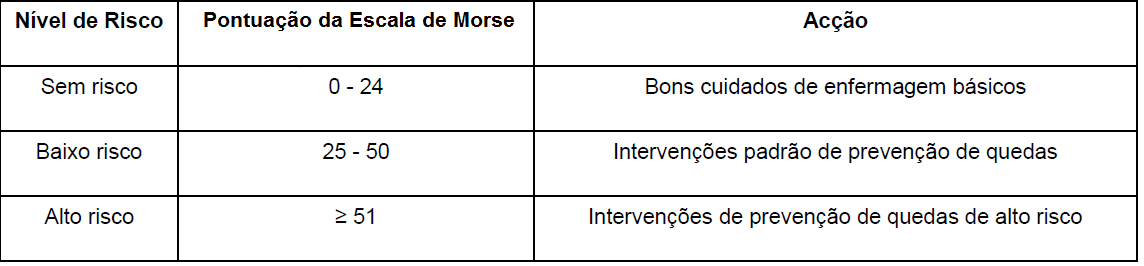 Nível de Risco Pontuação da Escala de Morse Acção
Sem risco 0 - 24 Bons cuidados de enfermagem básicos
Baixo risco 25 - 50 Intervenções padrão de prevenção de quedas
Alto risco ≥ 51 Intervenções de prevenção de quedas de alto risco